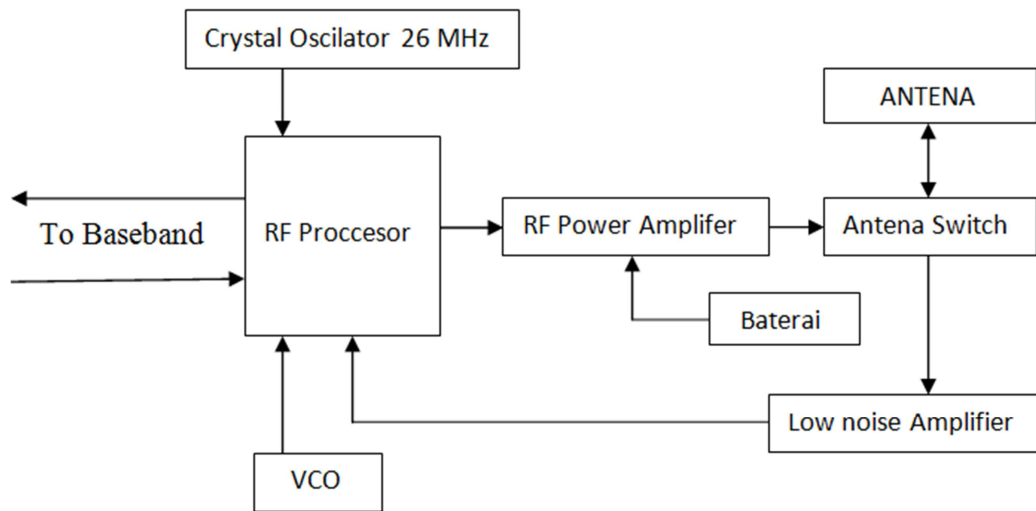 Crystal Oscilator 26 MHz
ANTENA
To Baseband
RF Proccesor
RF Power Amplifer
Antena Switch
Baterai
Low noise Amplifier
VCO